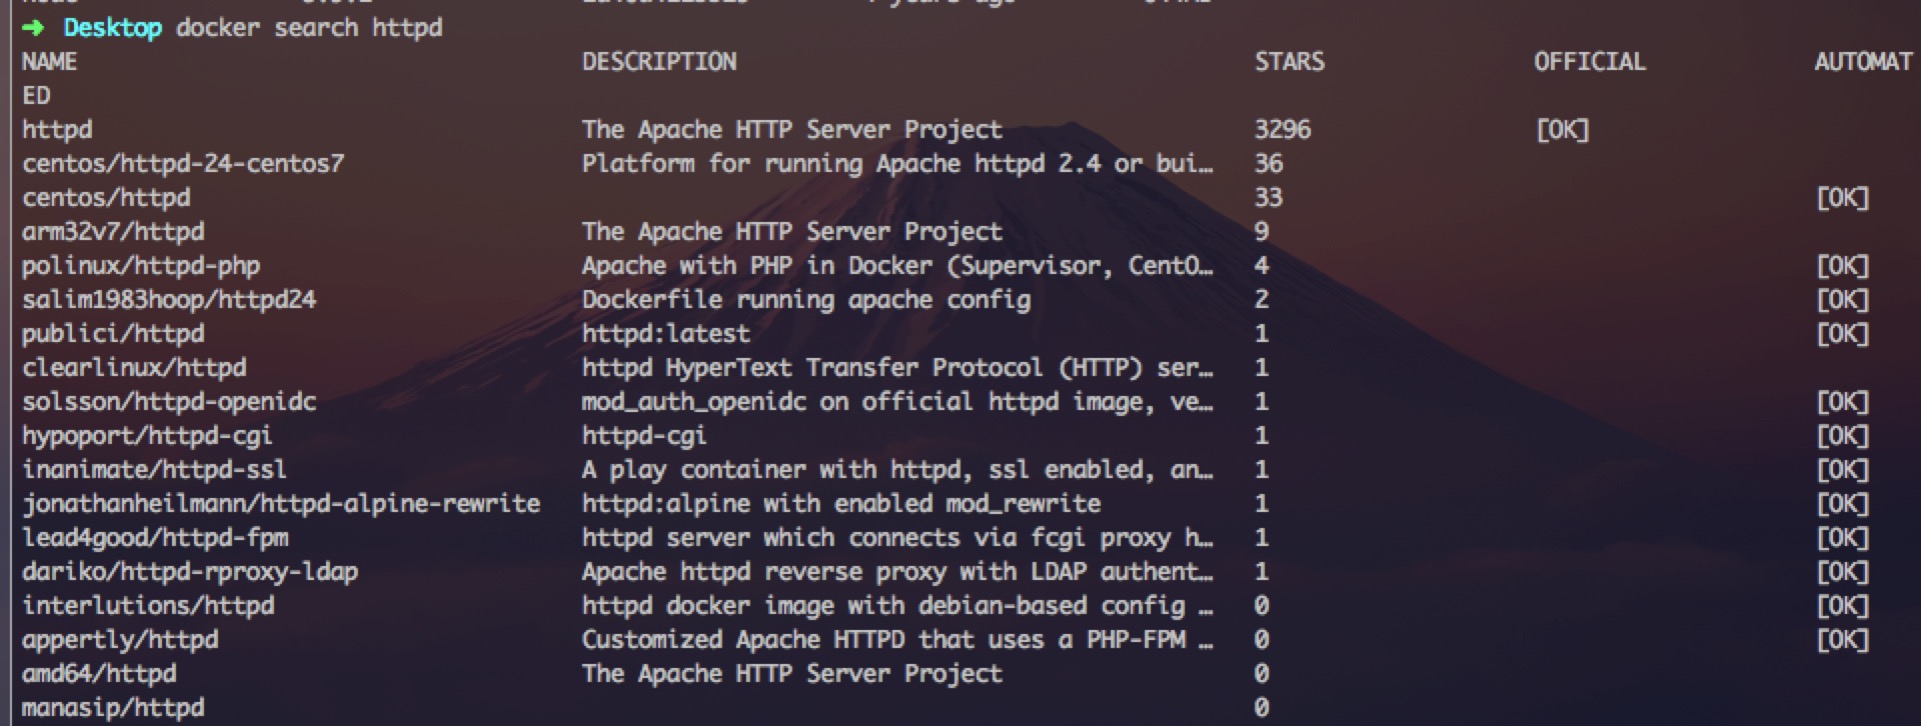 ➜ Desktop docker search httpd
NAME DESCRIPTION STARS OFFICIAL AUTOMAT
ED
httpd The Apache HTTP Server Project 3296 [OK]
centos/httpd-24-centos7 Platform for running Apache httpd 2.4 or bui… 36
centos/httpd 33 [OK]
arm32v7/httpd The Apache HTTP Server Project 9
polinux/httpd-php Apache with PHP in Docker (Supervisor, CentO… 4 [OK]
salim1983hoop/httpd24 Dockerfile running apache config 2 [OK]
publici/httpd httpd:latest 1 [OK]
clearlinux/httpd httpd HyperText Transfer Protocol (HTTP) ser… 1
solsson/httpd-openidc mod_auth_openidc on official httpd image, ve… 1 [OK]
hypoport/httpd-cgi httpd-cgi 1 [OK]
inanimate/httpd-ssl A play container with httpd, ssl enabled, an… 1 [OK]
jonathanheilmann/httpd-alpine-rewrite httpd:alpine with enabled mod_rewrite 1 [OK]
lead4good/httpd-fpm httpd server which connects via fcgi proxy h… 1 [OK]
dariko/httpd-rproxy-ldap Apache httpd reverse proxy with LDAP authent… 1 [OK]
interlutions/httpd httpd docker image with debian-based config … 0 [OK]
appertly/httpd Customized Apache HTTPD that uses a PHP-FPM … 0 [OK]
amd64/httpd The Apache HTTP Server Project 0
manasip/httpd 0